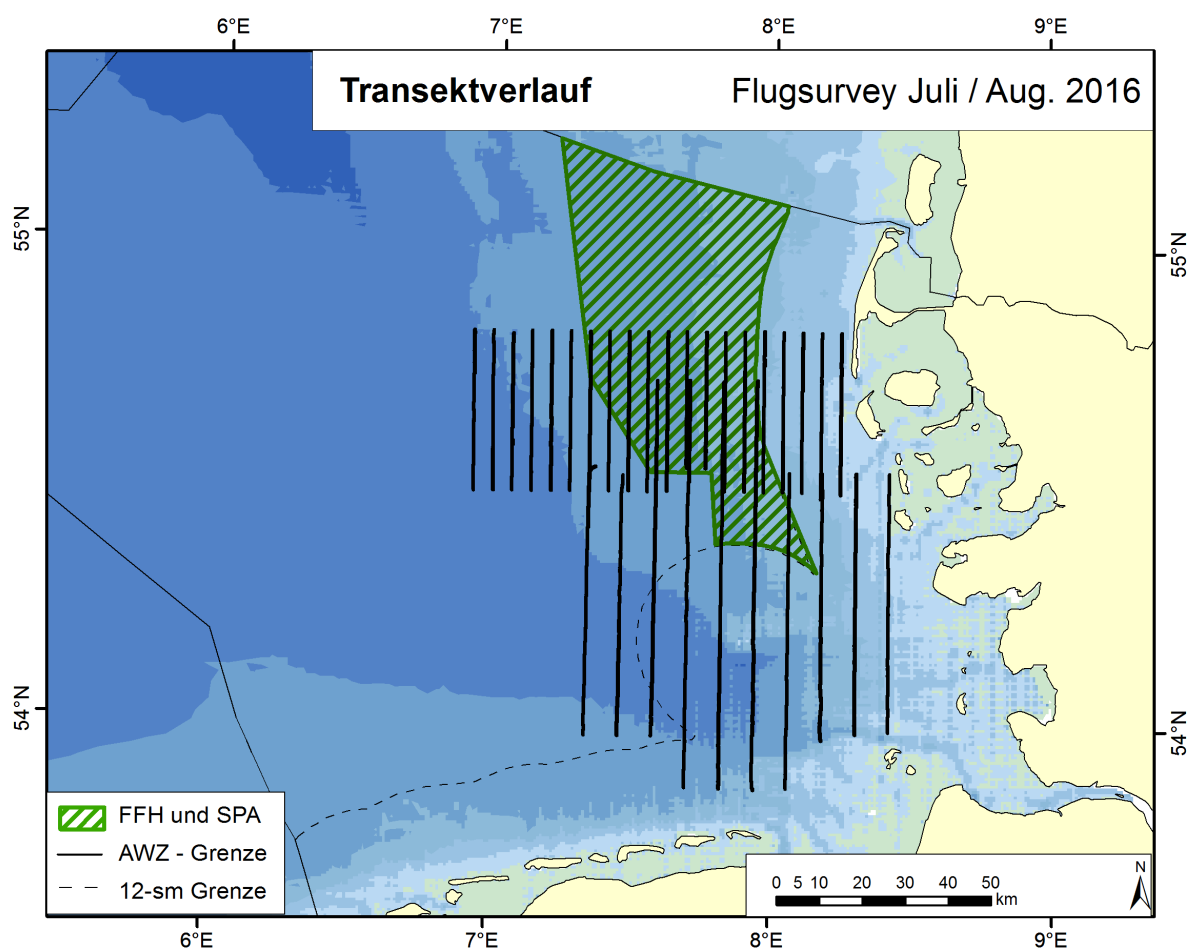 6°E 7°E 8°E 9°E
Transektverlauf Flugsurvey Juli / Aug. 2016
55°N 55°N
54°N 54°N
FFH und SPA
AWZ - Grenze
12-sm Grenze
N
0 5 10 20 30 40 50
km
6°E 7°E 8°E 9°E